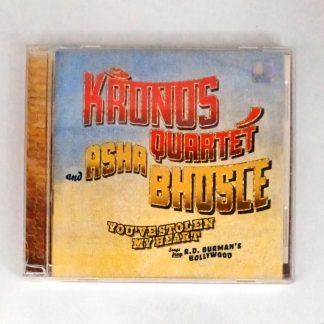 KRONOS
QUARTET
and ASHA
BHOSLE
YOU'VE STOLEN
MY HEART
Songs from R.D. BURMAN'S
BOLLYWOOD